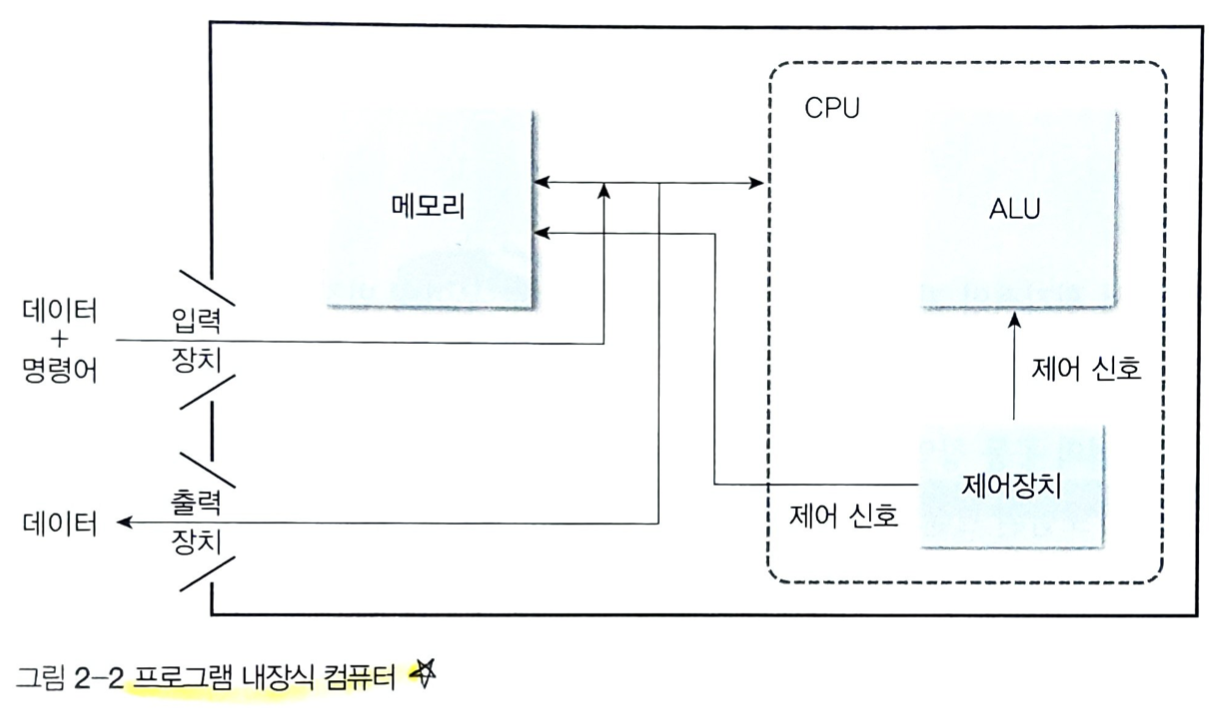 CPU
메모리
ALU
데이터
+
명령어
입력
장치
제어 신호
제어장치
제어 신호
출력
장치
데이터
그림 2-2 프로그램 내장식 컴퓨터